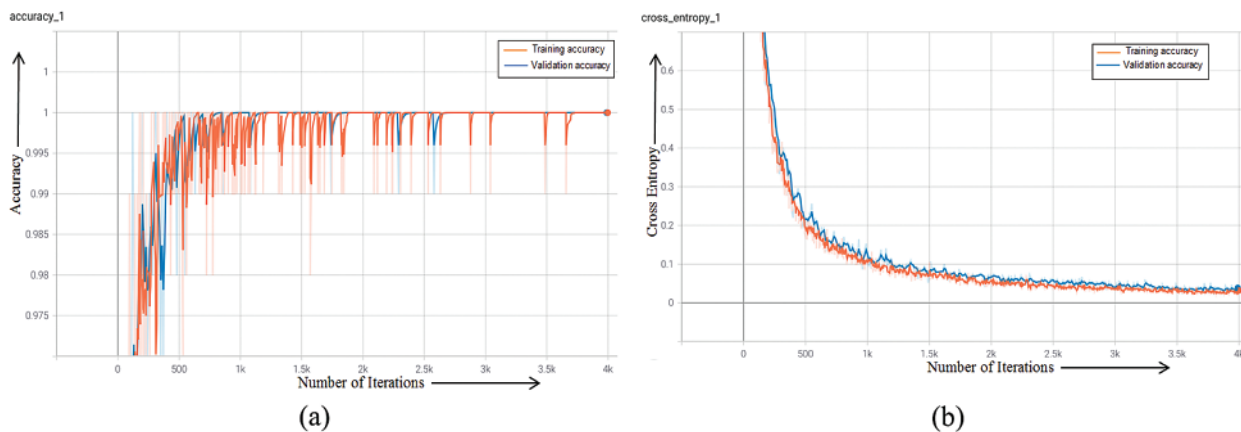 accuracy_1
Training accuracy
Validation accuracy
1
1
0.995
0.99
0.985
0.98
0.975
Accuracy
0 500 1k 1.5k 2k 2.5k 3k 3.5k 4k
Number of Iterations
(a)
cross_entropy_1
Training accuracy
Validation accuracy
0.6
0.5
0.4
0.3
0.2
0.1
0
Cross Entropy
0 500 1k 1.5k 2k 2.5k 3k 3.5k 4k
Number of Iterations
(b)